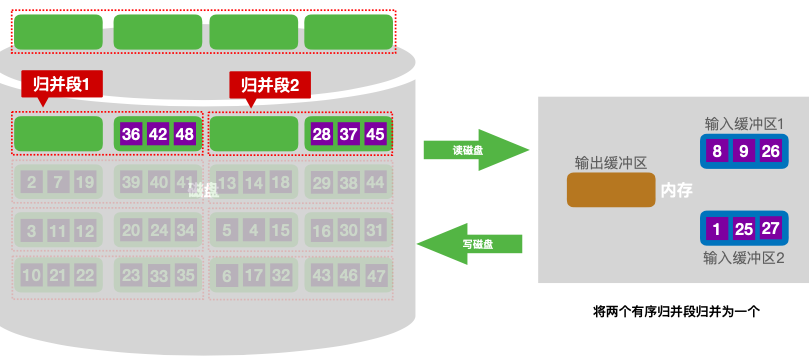 归并段1
归并段2
36 42 48
28 37 45
2 7 19
39 40 41
13 14 18
29 38 44
磁盘
3 11 12
20 24 34
5 4 15
16 30 31
10 21 22
23 33 35
6 17 32
43 46 47
读磁盘
写磁盘
输入缓冲区1
8 9 26
输出缓冲区
内存
1 25 27
输入缓冲区2
将两个有序归并段归并为一个